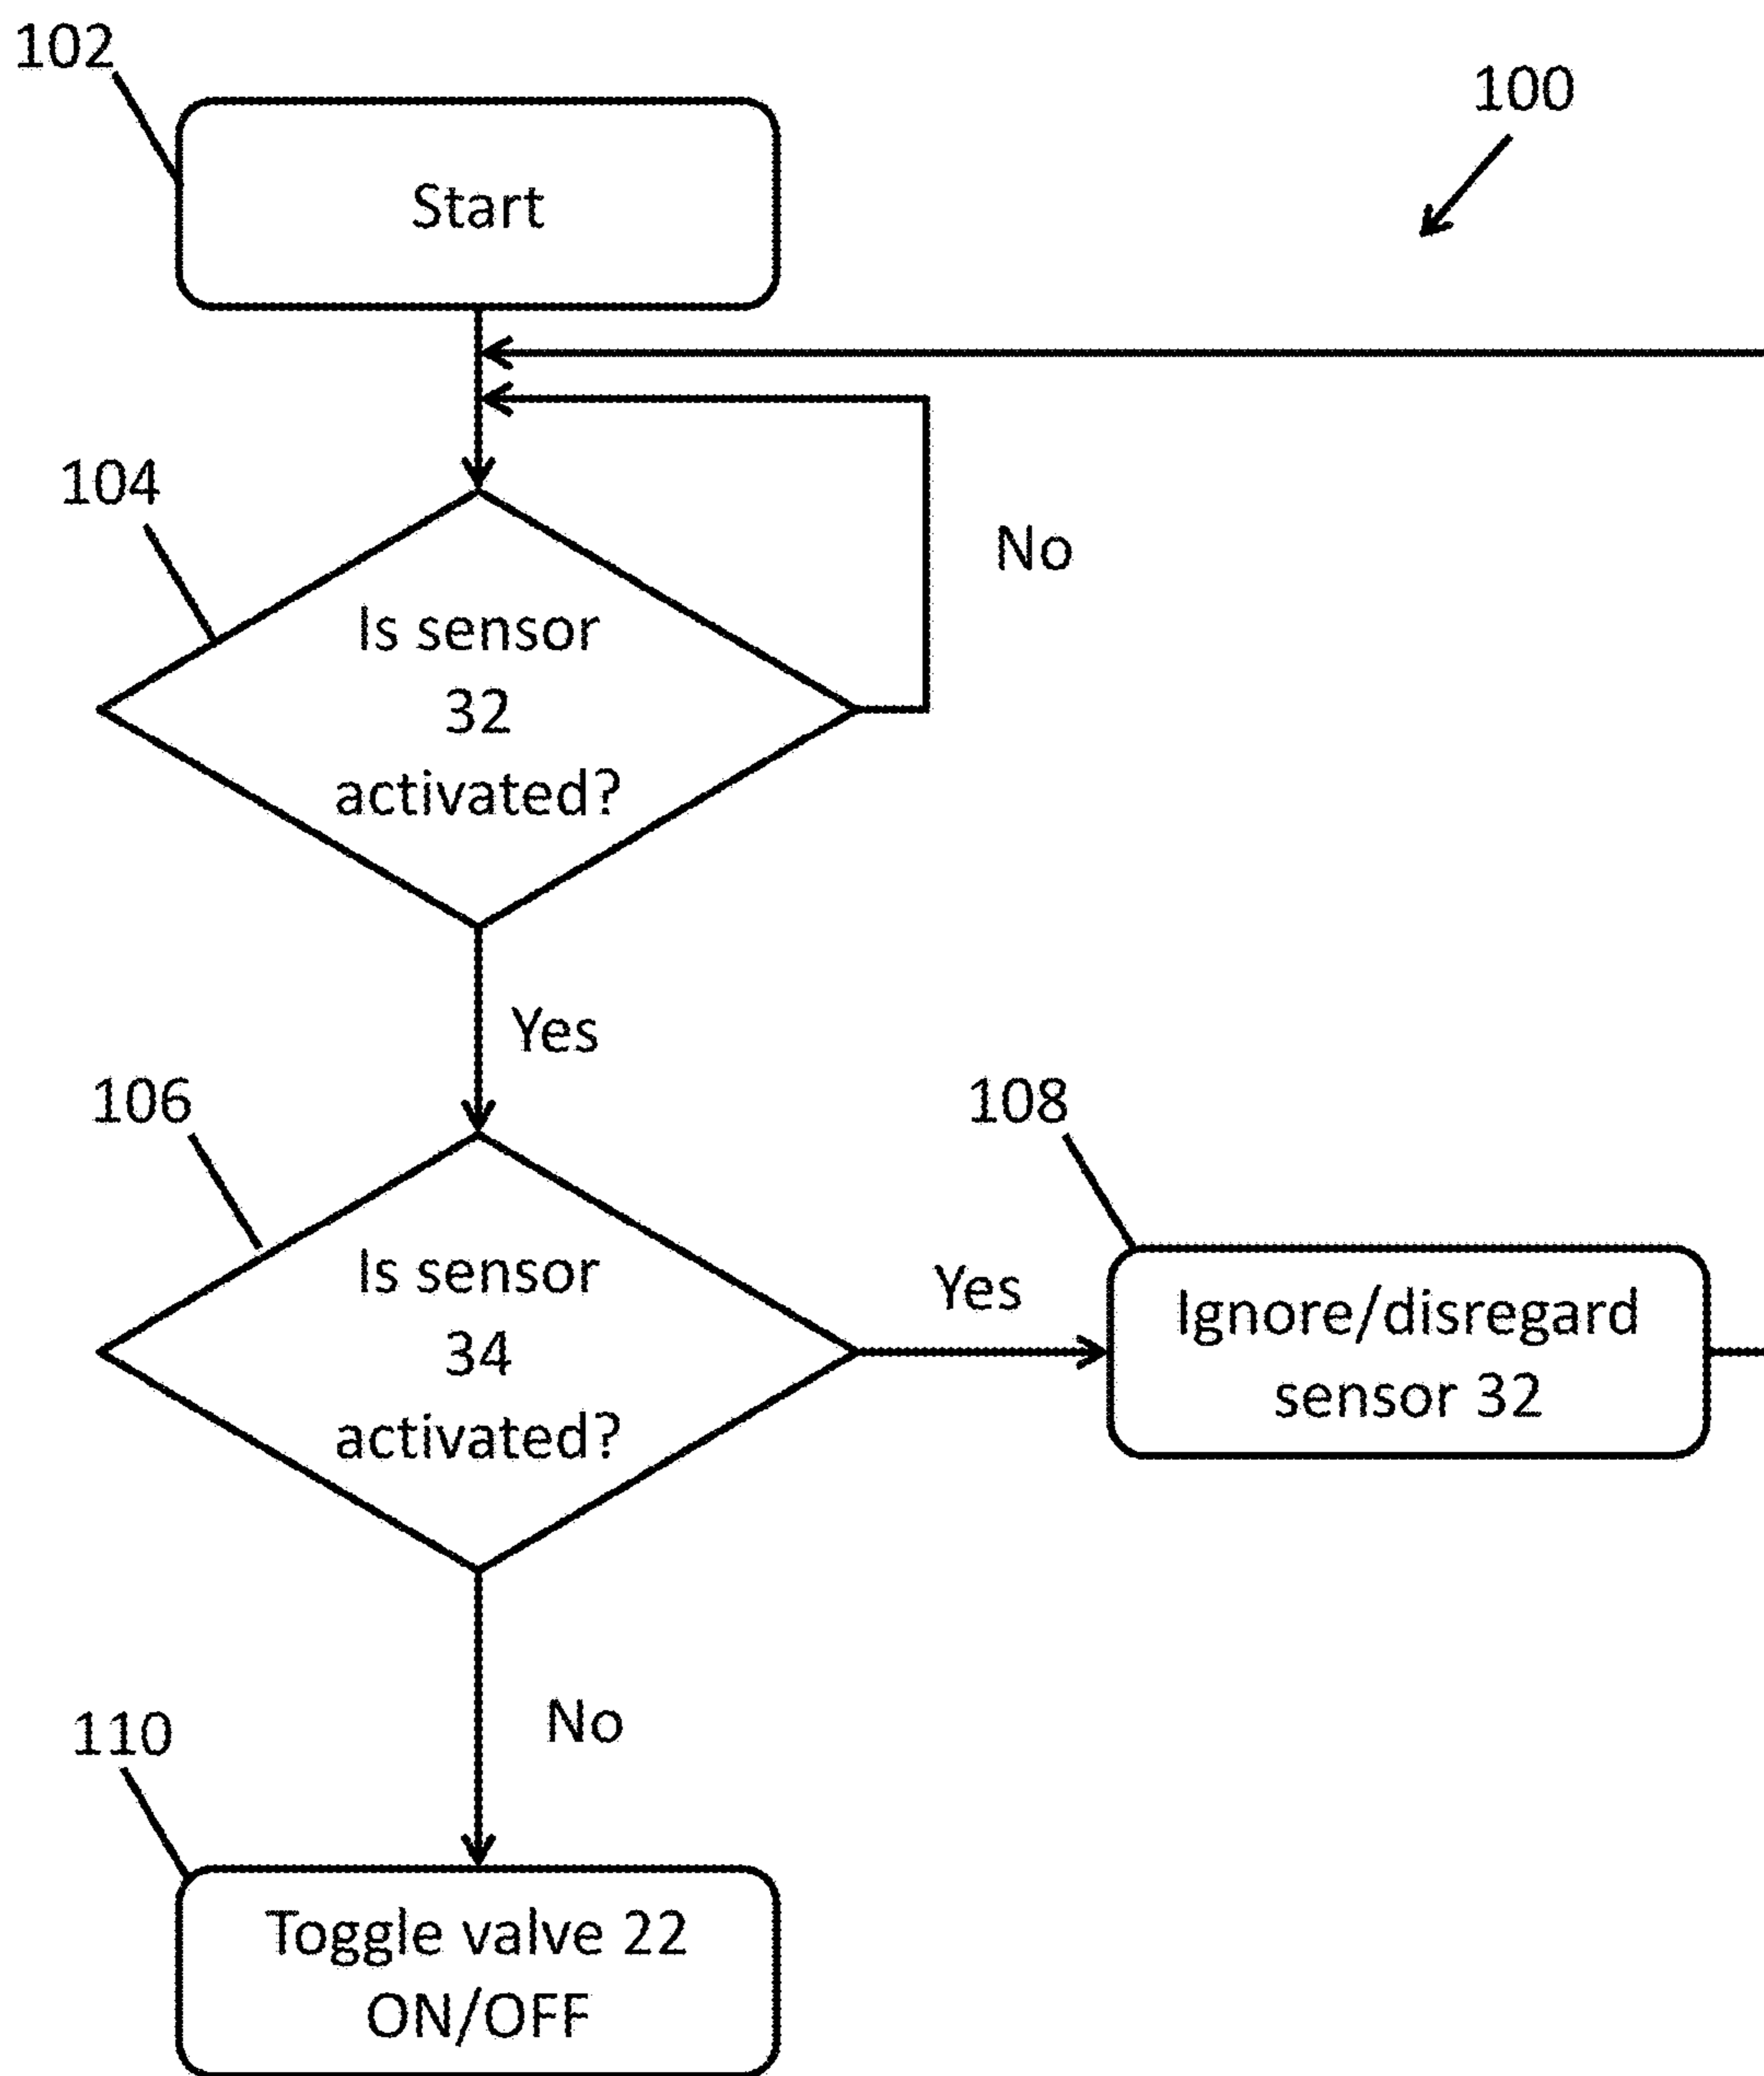 102
100
Start
104
No
Is sensor
32
activated?
Yes
106
108
Is sensor
34
activated?
Yes
Ignore/disregard
sensor 32
110
No
Toggle valve 22
ON/OFF